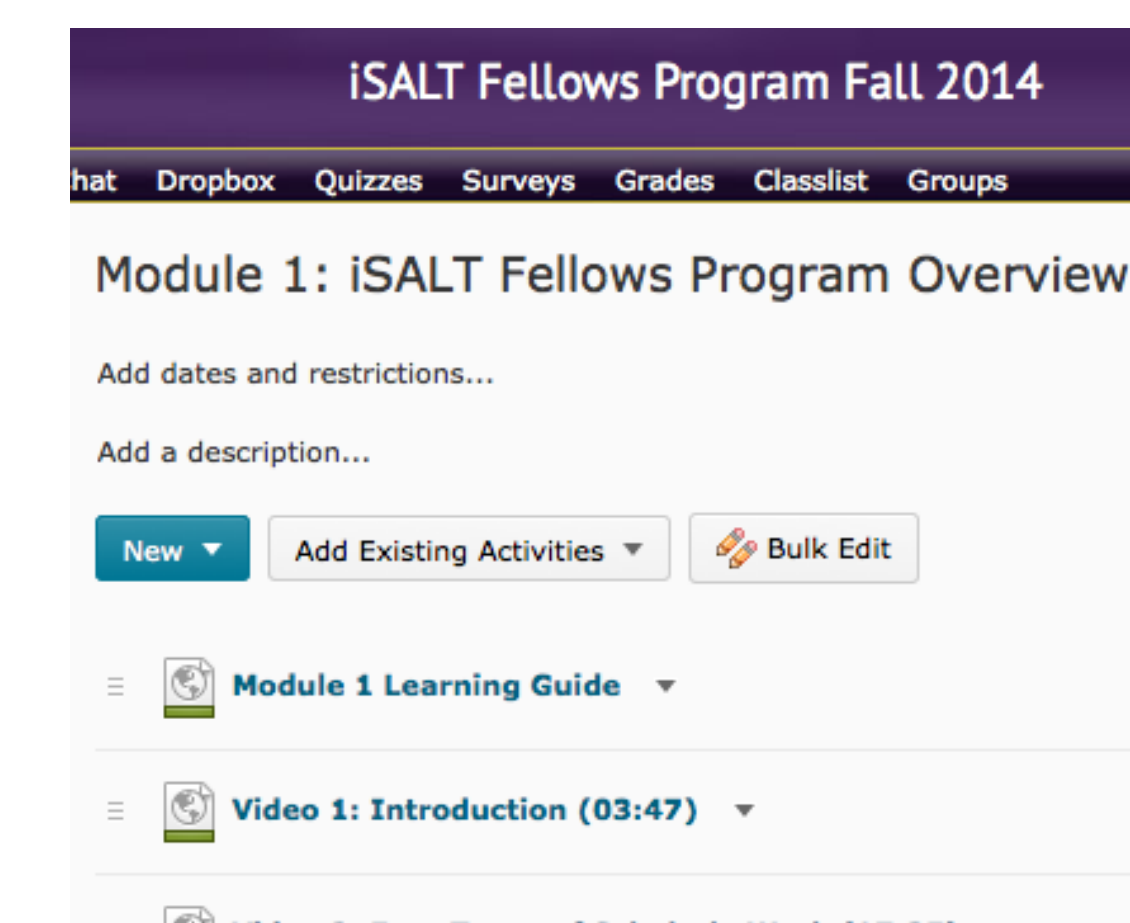 iSALT Fellows Program Fall 2014
hat Dropbox Quizzes Surveys Grades Classlist Groups
Module 1: iSALT Fellows Program Overview
Add dates and restrictions...
Add a description...
New Add Existing Activities Bulk Edit
Module 1 Learning Guide
Video 1: Introduction (03:47)